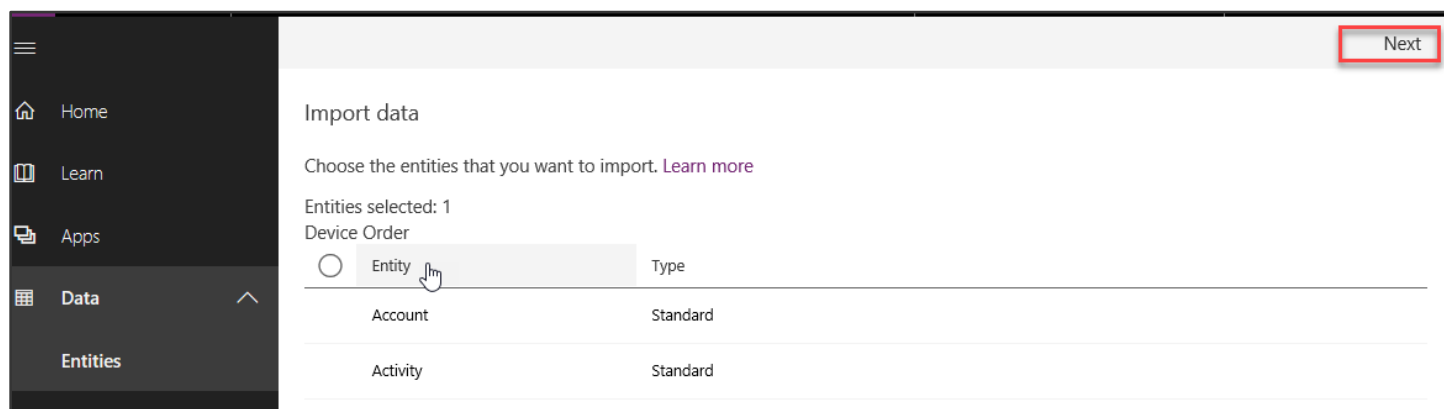 Next
Home
Learn
Apps
Data
Entities
Import data
Choose the entities that you want to import. Learn more
Entities selected: 1
Device Order
Entity Type
Account Standard
Activity Standard